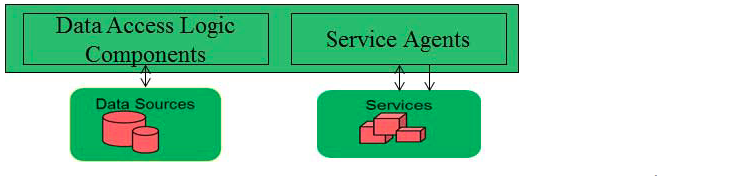 Data Access Logic
Components
Service Agents
Data Sources
Services